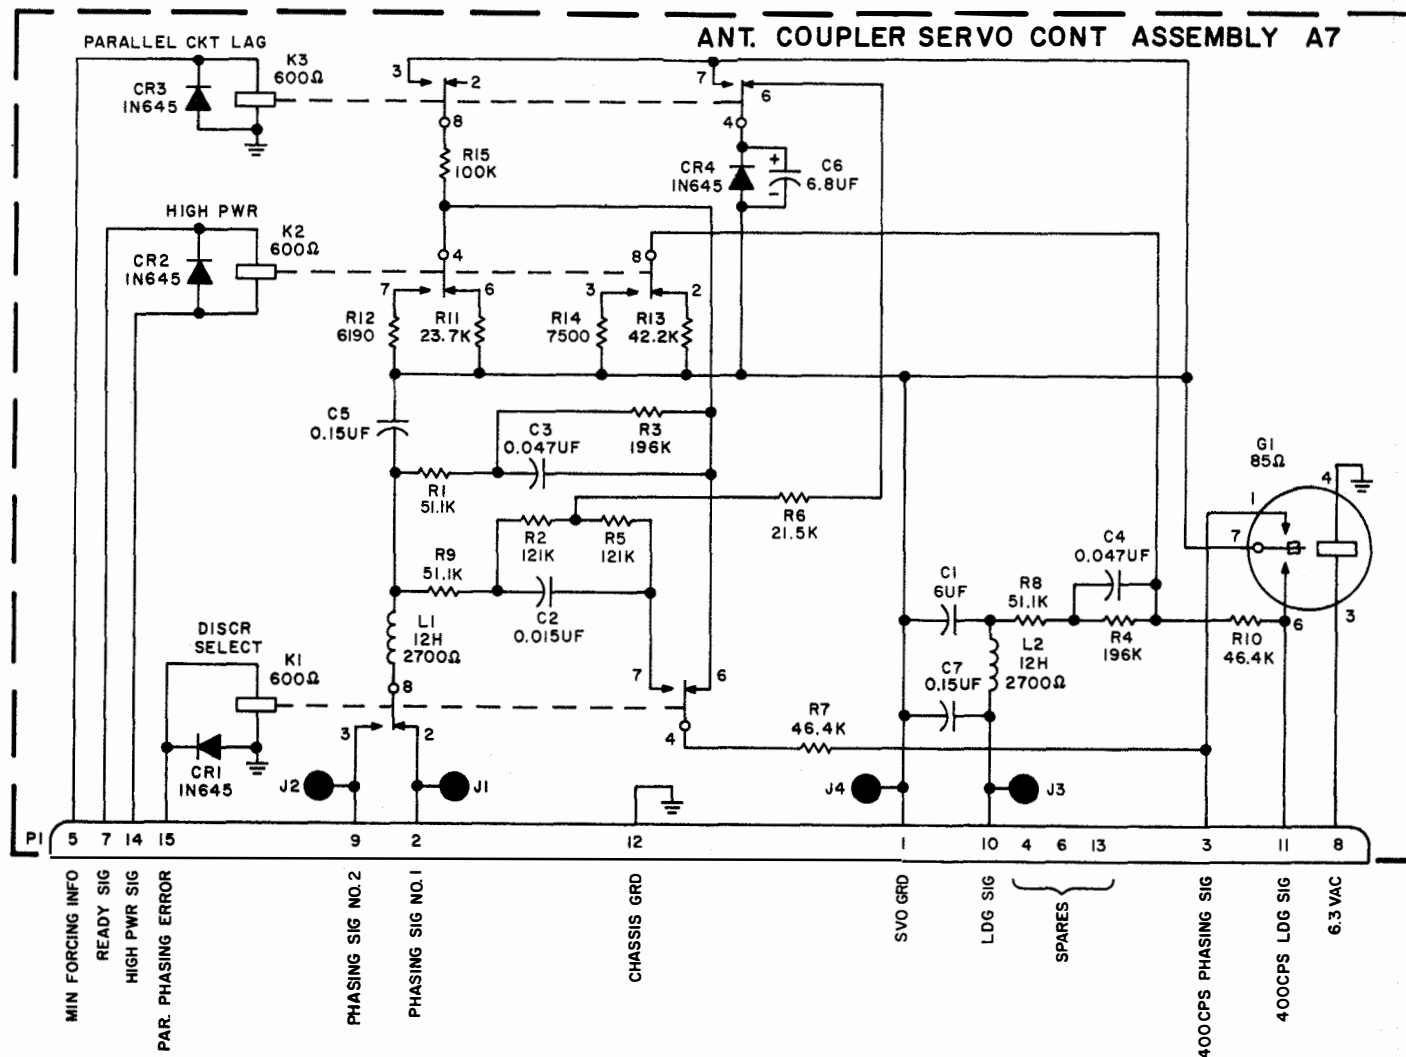 ANT. COUPLER SERVO CONT ASSEMBLY A7
PARALLEL CKT LAG
K3
600Ω
CR3
1N645
3
2
8
R15
100K
7
6
4
CR4
1N645
+
-
C6
6.8UF
HIGH PWR
K2
600Ω
CR2
1N645
4
7
6
R12
6190
R11
23.7K
8
3
2
R14
7500
R13
42.2K
C5
0.15UF
C3
0.047UF
R3
196K
R1
51.1K
R6
21.5K
R2
121K
R5
121K
R9
51.1K
C2
0.015UF
L1
12H
2700Ω
DISCR
SELECT
K1
600Ω
CR1
1N645
8
3
2
7
6
4
R7
46.4K
J2
J1
J4
J3
C1
6UF
R8
51.1K
C4
0.047UF
R4
196K
L2
12H
2700Ω
C7
0.15UF
R10
46.4K
G1
85Ω
4
1
7
6
3
P1 5 7 14 15 9 2 12 1 10 4 6 13 3 11 8
MIN FORCING INFO
READY SIG
HIGH PWR SIG
PAR. PHASING ERROR
PHASING SIG NO.2
PHASING SIG NO.1
CHASSIS GRD
SVO GRD
LDG SIG
SPARES
400CPS PHASING SIG
400CPS LDG SIG
6.3 VAC